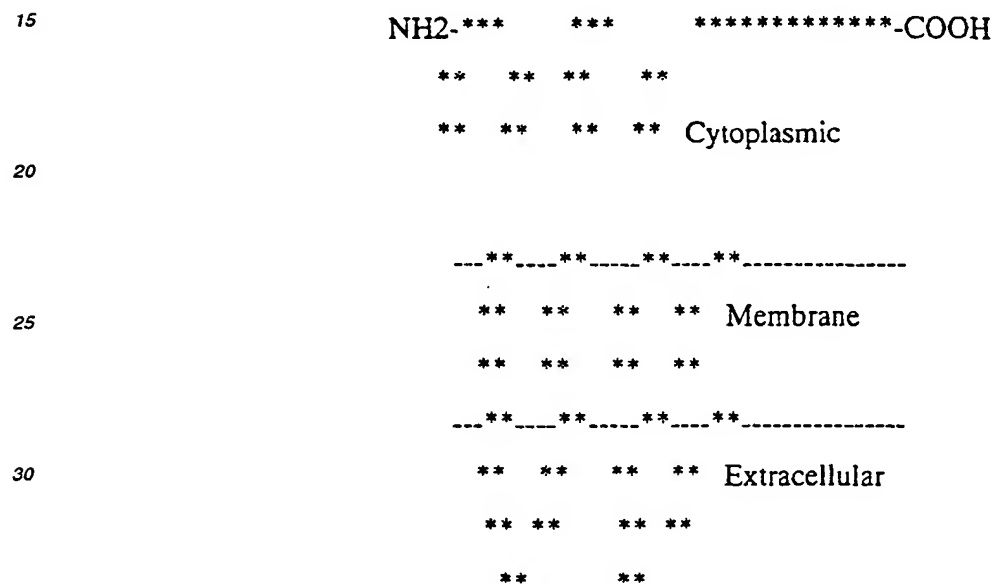 15 NH2-*** *** *************-COOH
** ** ** **
** ** ** ** Cytoplasmic
20
---**----**-----**----**----------------
25 ** ** ** ** Membrane
** ** ** **
---**----**-----**----**----------------
30 ** ** ** ** Extracellular
** ** ** **
** **